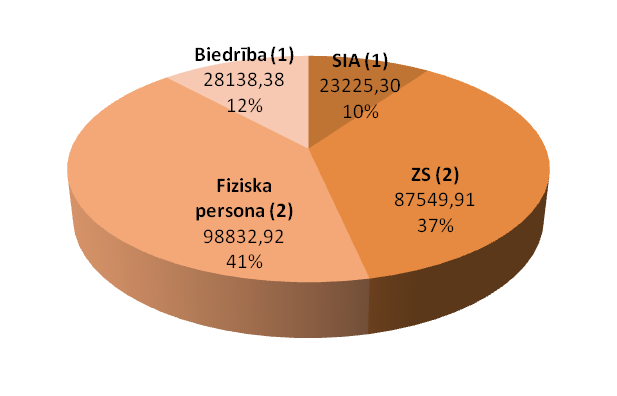 Biedrība (1)
28138,38
12%
SIA (1)
23225,30
10%
ZS (2)
87549,91
37%
Fiziska
persona (2)
98832,92
41%